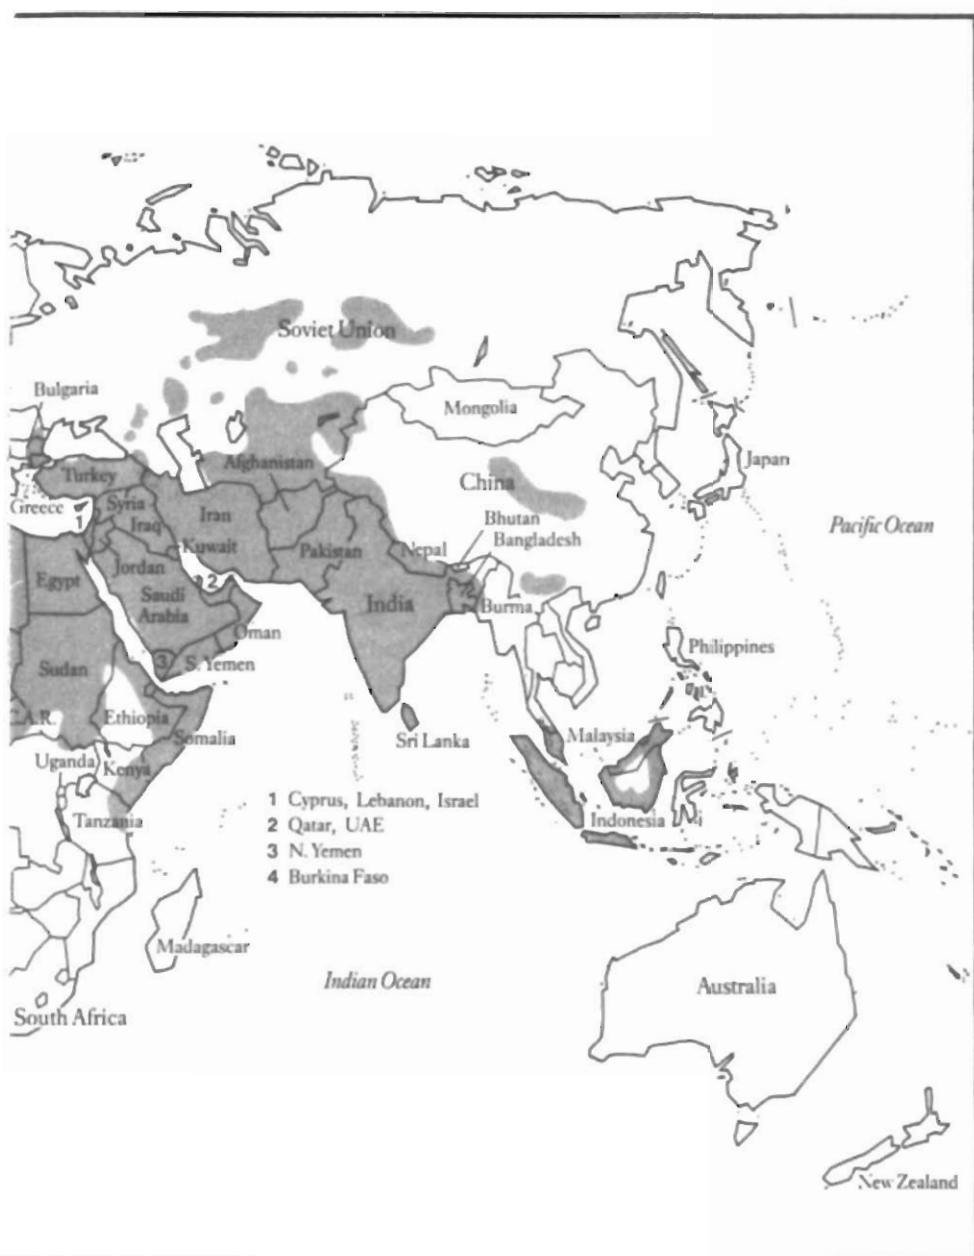 Soviet Union
Bulgaria
Mongolia
Turkey
Afghanistan
China
Japan
Greece
1
Syria
Iraq
Iran
Bhutan
Bangladesh
Pacific Ocean
Kuwait
Pakistan
Nepal
Jordan
Egypt
2
Saudi
Arabia
India
Burma
Oman
Sudan
3
S. Yemen
Philippines
C.A.R.
Ethiopia
Somalia
Sri Lanka
Malaysia
Uganda
Kenya
Tanzania
Indonesia
1 Cyprus, Lebanon, Israel
2 Qatar, UAE
3 N. Yemen
4 Burkina Faso
Madagascar
Indian Ocean
Australia
South Africa
New Zealand